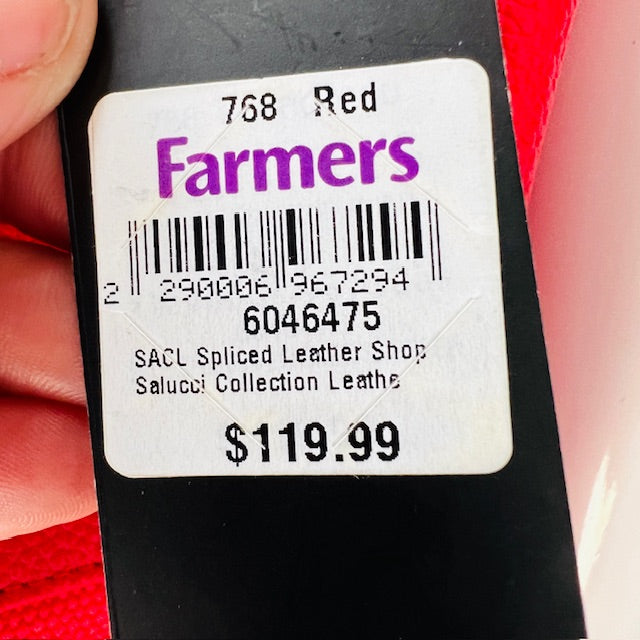 768 Red
Farmers
2 290006 967294
6046475
SACL Spliced Leather Shop
Salucci Collection Leathe
$119.99